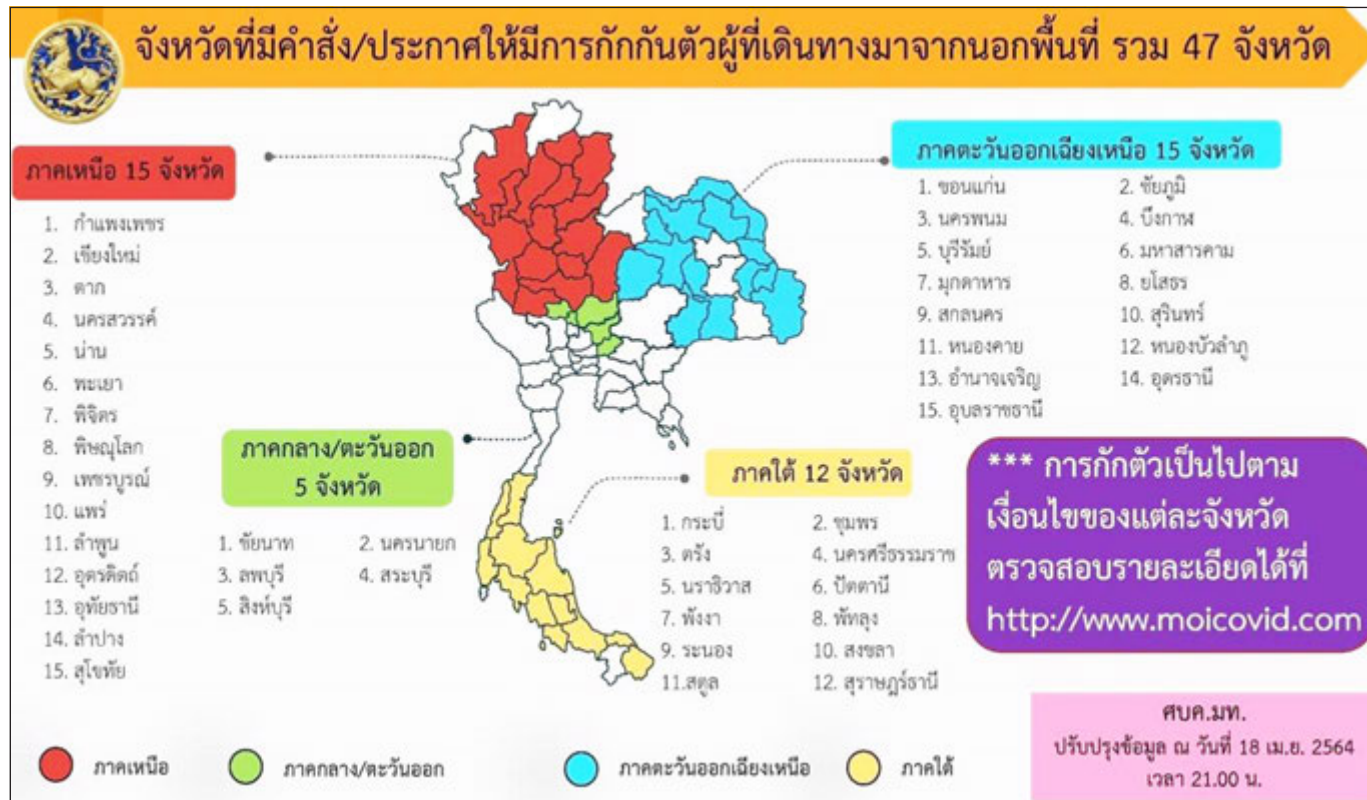 จังหวัดที่มีคำสั่ง/ประกาศให้มีการกักกันตัวผู้ที่เดินทางมาจากนอกพื้นที่ รวม 47 จังหวัด
ภาคเหนือ 15 จังหวัด
1. กำแพงเพชร
2. เชียงใหม่
3. ตาก
4. นครสวรรค์
5. น่าน
6. พะเยา
7. พิจิตร
8. พิษณุโลก
9. เพชรบูรณ์
10. แพร่
11. ลำพูน
12. อุตรดิตถ์
13. อุทัยธานี
14. ลำปาง
15. สุโขทัย
ภาคกลาง/ตะวันออก
5 จังหวัด
1. ชัยนาท 2. นครนายก
3. ลพบุรี 4. สระบุรี
5. สิงห์บุรี
ภาคตะวันออกเฉียงเหนือ 15 จังหวัด
1. ขอนแก่น 2. ชัยภูมิ
3. นครพนม 4. บึงกาฬ
5. บุรีรัมย์ 6. มหาสารคาม
7. มุกดาหาร 8. ยโสธร
9. สกลนคร 10. สุรินทร์
11. หนองคาย 12. หนองบัวลำภู
13. อำนาจเจริญ 14. อุดรธานี
15. อุบลราชธานี
ภาคใต้ 12 จังหวัด
1. กระบี่ 2. ชุมพร
3. ตรัง 4. นครศรีธรรมราช
5. นราธิวาส 6. ปัตตานี
7. พังงา 8. พัทลุง
9. ระนอง 10. สงขลา
11.สตูล 12. สุราษฎร์ธานี
*** การกักตัวเป็นไปตาม
เงื่อนไขของแต่ละจังหวัด
ตรวจสอบรายละเอียดได้ที่
http://www.moicovid.com
ศบค.มท.
ปรับปรุงข้อมูล ณ วันที่ 18 เม.ย. 2564
เวลา 21.00 น.
ภาคเหนือ
ภาคกลาง/ตะวันออก
ภาคตะวันออกเฉียงเหนือ
ภาคใต้